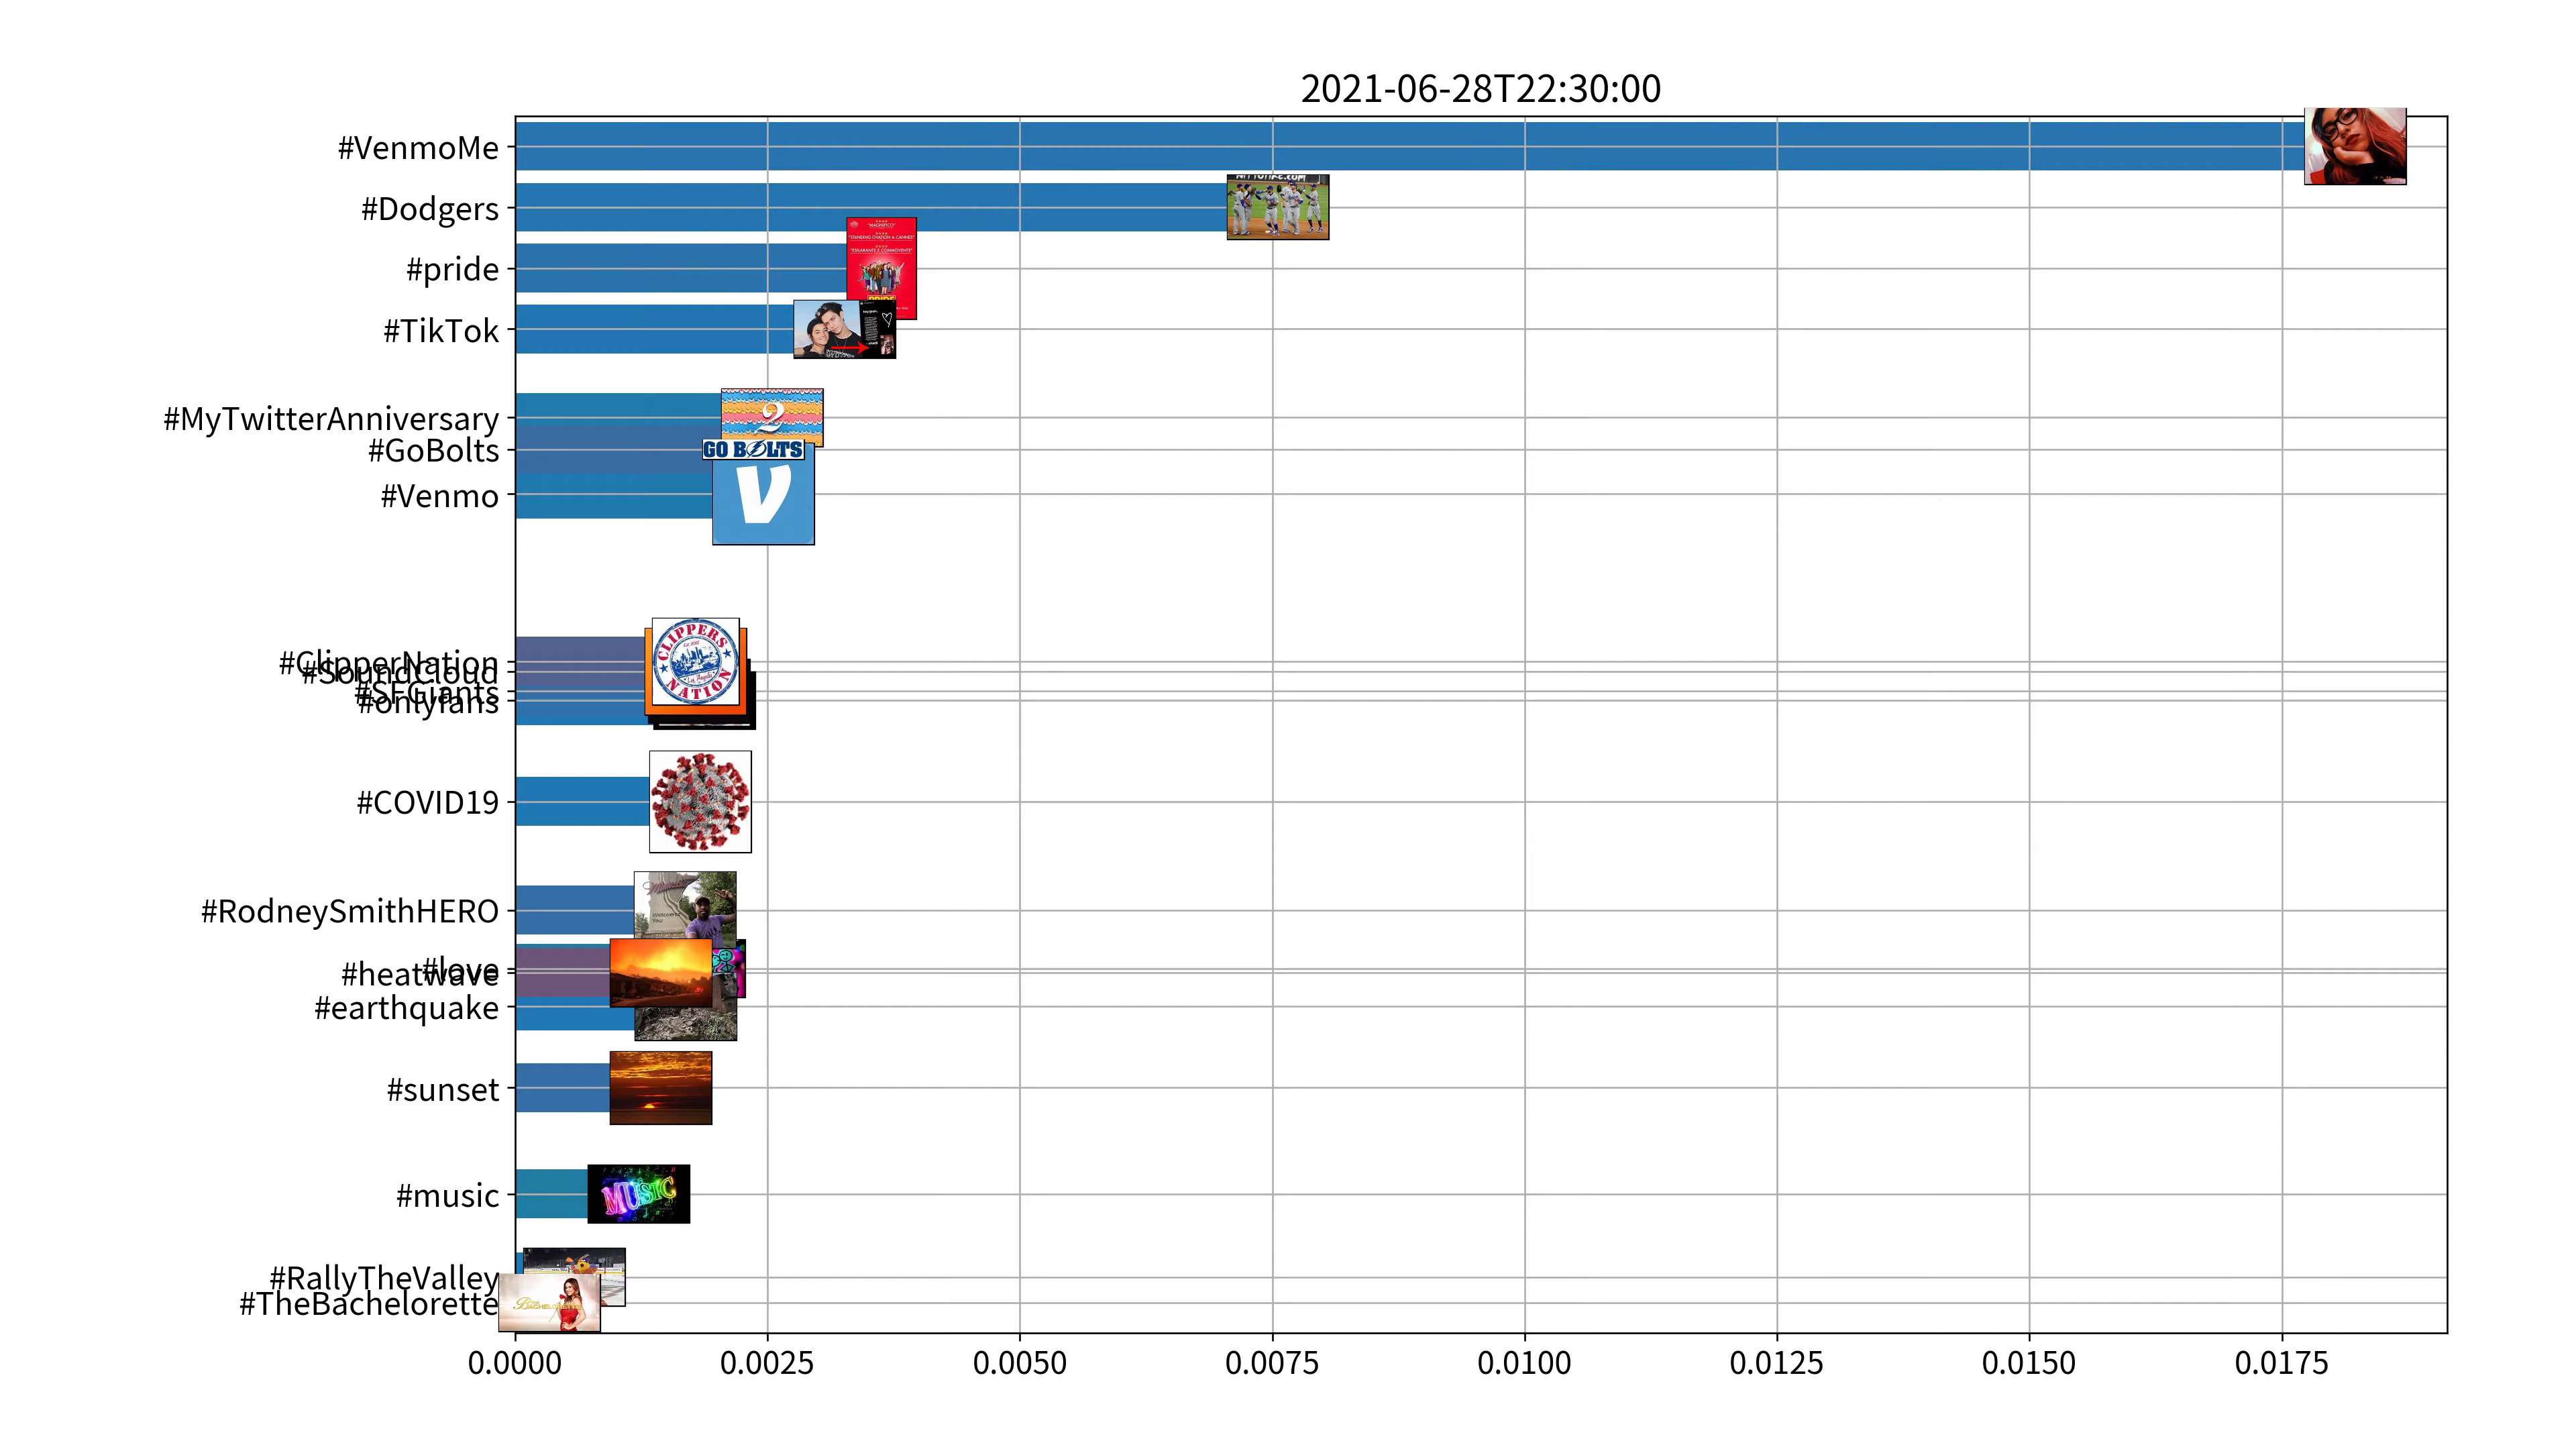 2021-06-28T22:30:00
#VenmoMe
#Dodgers
#pride
#TikTok
#MyTwitterAnniversary
#GoBolts
GO BOLTS
#Venmo
#ClipperNation
CLIPPERS
NATION
#SoundCloud
#SFGiants
#onlyfans
#COVID19
#RodneySmithHERO
#love
#heatwave
#earthquake
#sunset
#music
MUSIC
#RallyTheValley
#TheBachelorette
0.0000 0.0025 0.0050 0.0075 0.0100 0.0125 0.0150 0.0175